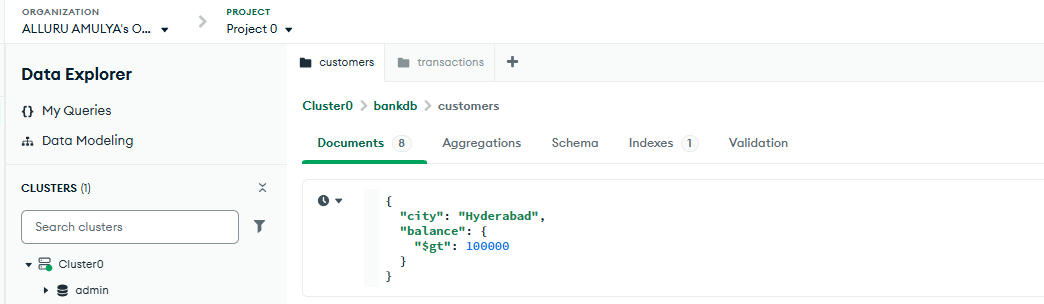 ORGANIZATION
ALLURU AMULYA's O...
PROJECT
Project 0
Data Explorer
{} My Queries
Data Modeling
CLUSTERS (1)
Search clusters
Cluster0
admin
customers
transactions
+
Cluster0 > bankdb > customers
Documents 8
Aggregations
Schema
Indexes 1
Validation
{
"city": "Hyderabad",
"balance": {
"$gt": 100000
}
}